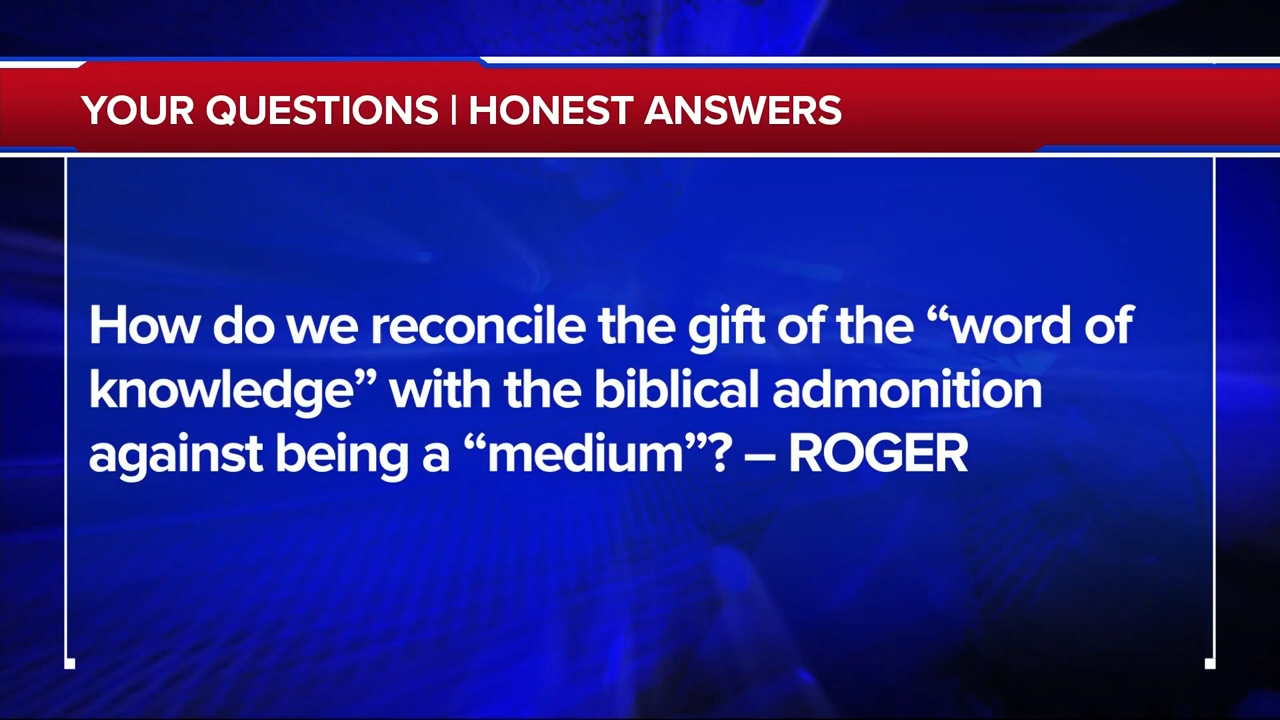 YOUR QUESTIONS | HONEST ANSWERS
How do we reconcile the gift of the “word of
knowledge” with the biblical admonition
against being a “medium”? – ROGER